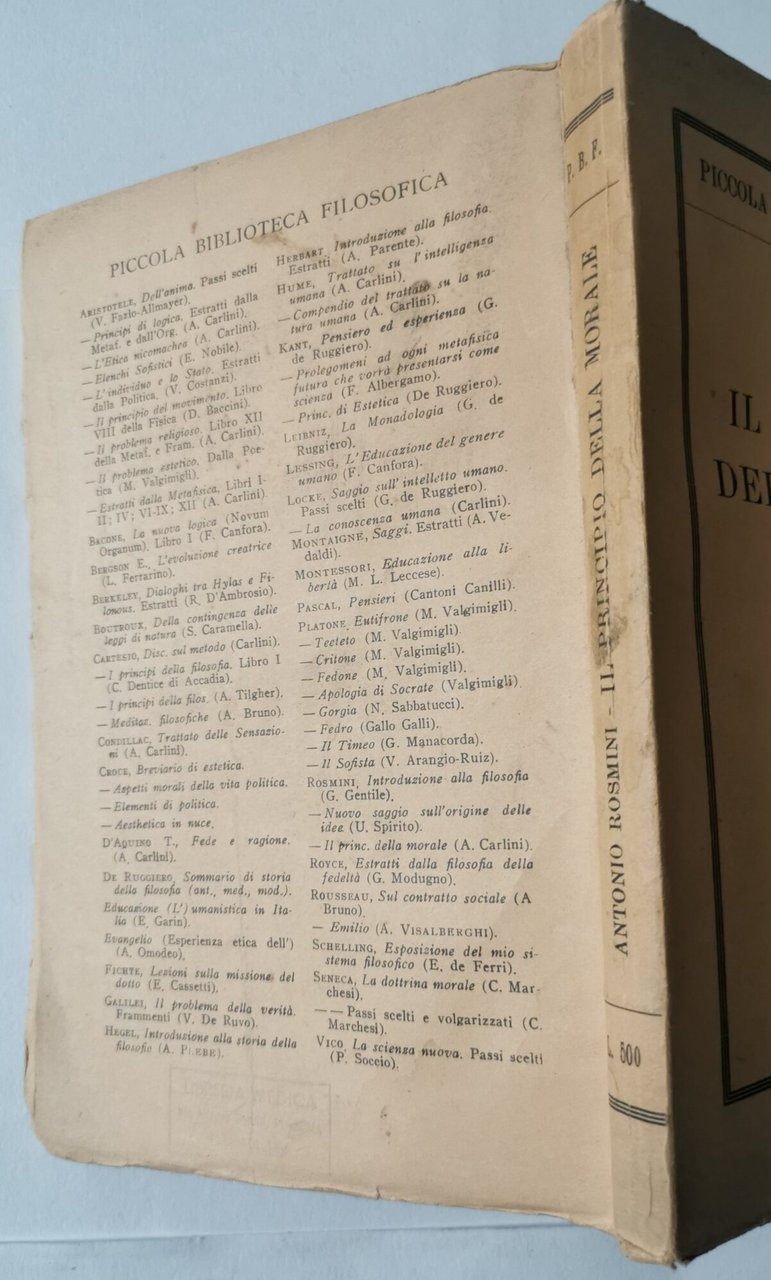 PICCOLA BIBLIOTECA FILOSOFICA
ARISTOTELE, Dell'anima. Passi scelti
(V. Fazio-Allmayer).
— Principi di logica. Estratti dalla
Metaf. e dall'Org. (A. Carlini).
— L'Etica nicomachea (A. Carlini).
— Elenchi Sofistici (E. Nobile).
— L'individuo e lo Stato. Estratti
dalla Politica. (V. Costanzi).
— Il principio del movimento. Libro
VIII della Fisica (D. Baccini).
— Il problema religioso. Libro XII
della Metaf. e Fram. (A. Carlini).
— Il problema estetico. Dalla Poe-
tica (M. Valgimigli).
— Estratti dalla Metafisica, Libri I-
II; IV; VI-IX; XII (A. Carlini).
BACONE, La nuova logica (Novum
Organum). Libro I (F. Canfora).
BERGSON E., L'evoluzione creatrice
(L. Ferrarino).
BERKELEY, Dialoghi tra Hylas e Fi-
lonous. Estratti (R. D'Ambrosio).
BOUTROUX, Della contingenza delle
leggi di natura (S. Caramella).
CARTESIO, Disc. sul metodo (Carlini).
— I principi della filosofia. Libro I
(C. Dentice di Accadia).
— I principi della filos. (A. Tilgher).
— Meditaz. filosofiche (A. Bruno).
CONDILLAC, Trattato delle Sensazio-
ni (A. Carlini).
CROCE, Breviario di estetica.
— Aspetti morali della vita politica.
— Elementi di politica.
— Aesthetica in nuce.
D'AQUINO T., Fede e ragione.
(A. Carlini).
DE RUGGIERO, Sommario di storia
della filosofia (ant., med., mod.).
Educazione (L') umanistica in Ita-
lia (E. Garin).
Evangelio (Esperienza etica dell')
(A. Omodeo).
FICHTE, Lezioni sulla missione del
dotto (E. Cassetti).
GALILEI, Il problema della verità.
Frammenti (V. De Ruvo).
HEGEL, Introduzione alla storia della
filosofia (A. PLEBE).
HERBART, Introduzione alla filosofia.
Estratti (A. Parente).
HUME, Trattato su l'intelligenza
umana (A. Carlini).
— Compendio del trattato su la na-
tura umana (A. Carlini).
KANT, Pensiero ed esperienza (G.
de Ruggiero).
— Prolegomeni ad ogni metafisica
futura che vorrà presentarsi come
scienza (F. Albergamo).
— Princ. di Estetica (De Ruggiero).
LEIBNIZ, La Monadologia (G. de
Ruggiero).
LESSING, L'Educazione del genere
umano (F. Canfora).
LOCKE, Saggio sull'intelletto umano.
Passi scelti (G. de Ruggiero).
— La conoscenza umana (Carlini).
MONTAIGNE, Saggi. Estratti (A. Ve-
daldi).
MONTESSORI, Educazione alla li-
bertà (M. L. Leccese).
PASCAL, Pensieri (Cantoni Canilli).
PLATONE, Eutifrone (M. Valgimigli).
— Teeteto (M. Valgimigli)
— Critone (M. Valgimigli).
— Fedone (M. Valgimigli).
— Apologia di Socrate (Valgimigli)
— Gorgia (N. Sabbatucci).
— Fedro (Gallo Galli).
— Il Timeo (G. Manacorda).
— Il Sofista (V. Arangio-Ruiz).
ROSMINI, Introduzione alla filosofia
(G. Gentile).
— Nuovo saggio sull'origine delle
idee (U. Spirito).
— Il princ. della morale (A. Carlini).
ROYCE, Estratti dalla filosofia della
fedeltà (G. Modugno).
ROUSSEAU, Sul contratto sociale (A
Bruno).
— Emilio (A. VISALBERGHI).
SCHELLING, Esposizione del mio si-
stema filosofico (E. de Ferri).
SENECA, La dottrina morale (C. Mar-
chesi).
— — Passi scelti e volgarizzati (C.
Marchesi).
VICO, La scienza nuova. Passi scelti
(P. Soccio).
P. B. F.
ANTONIO ROSMINI – IL PRINCIPIO DELLA MORALE
L. 500
PICCOLA
IL
DEL